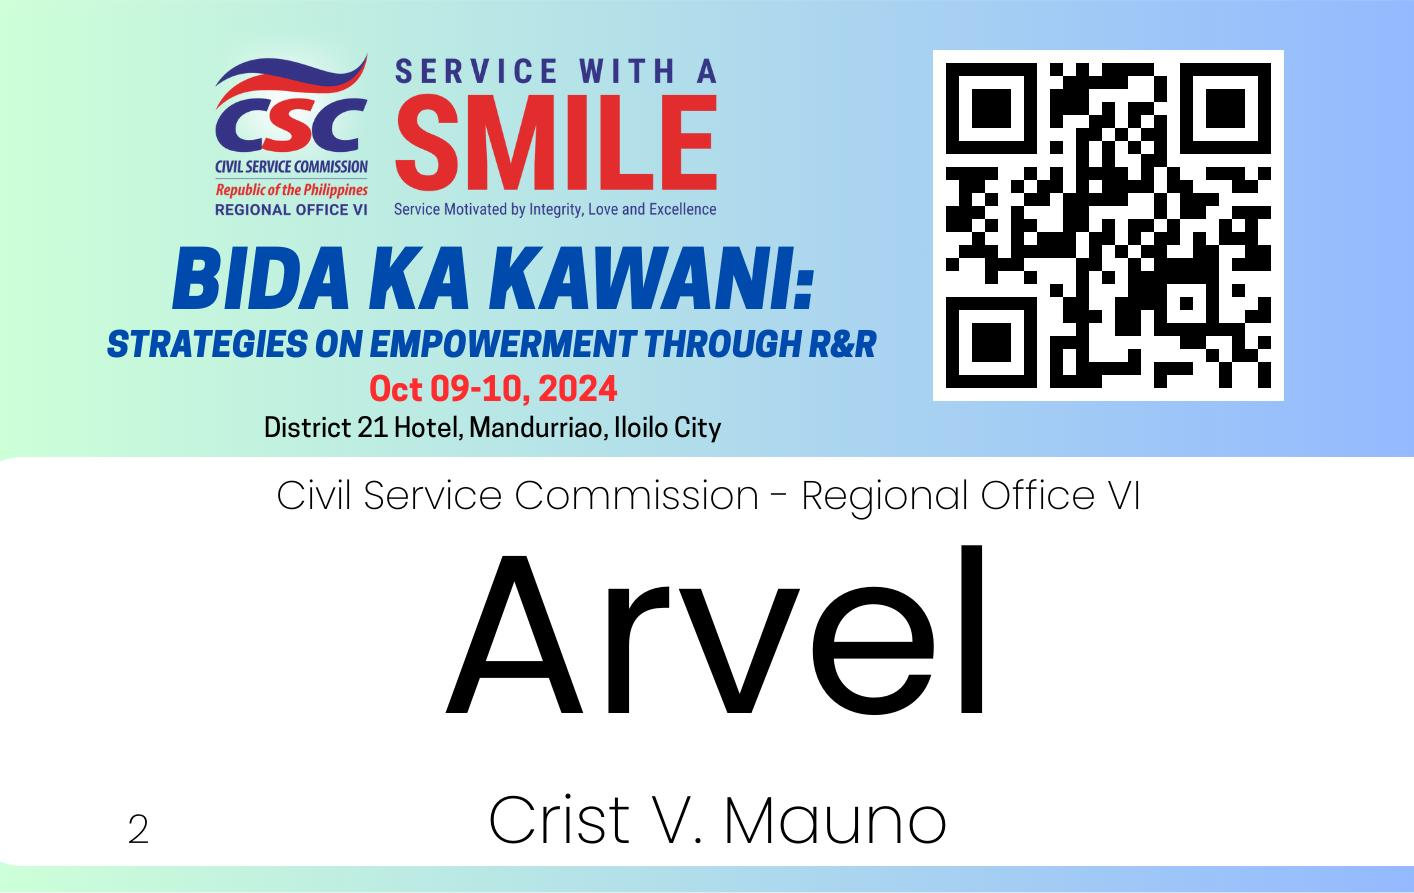 CSC
CIVIL SERVICE COMMISSION
Republic of the Philippines
REGIONAL OFFICE VI
SERVICE WITH A
SMILE
Service Motivated by Integrity, Love and Excellence
BIDA KA KAWANI:
STRATEGIES ON EMPOWERMENT THROUGH R&R
Oct 09-10, 2024
District 21 Hotel, Mandurriao, Iloilo City
Civil Service Commission - Regional Office VI
Arvel
Crist V. Mauno
2